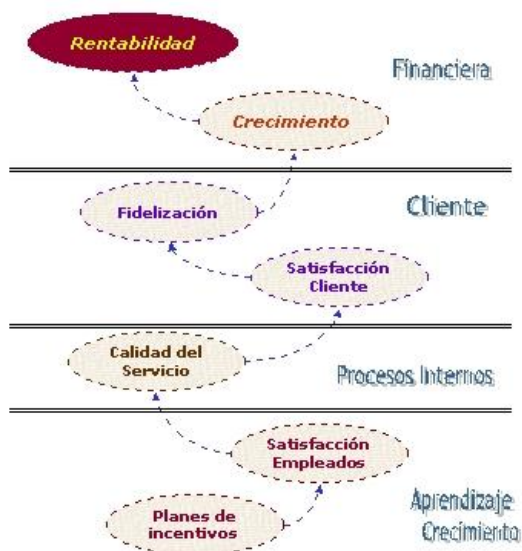 Rentabilidad
Financiera
Crecimiento
Fidelización
Cliente
Satisfacción
Cliente
Calidad del
Servicio
Procesos Internos
Satisfacción
Empleados
Planes de
incentivos
Aprendizaje
Crecimiento